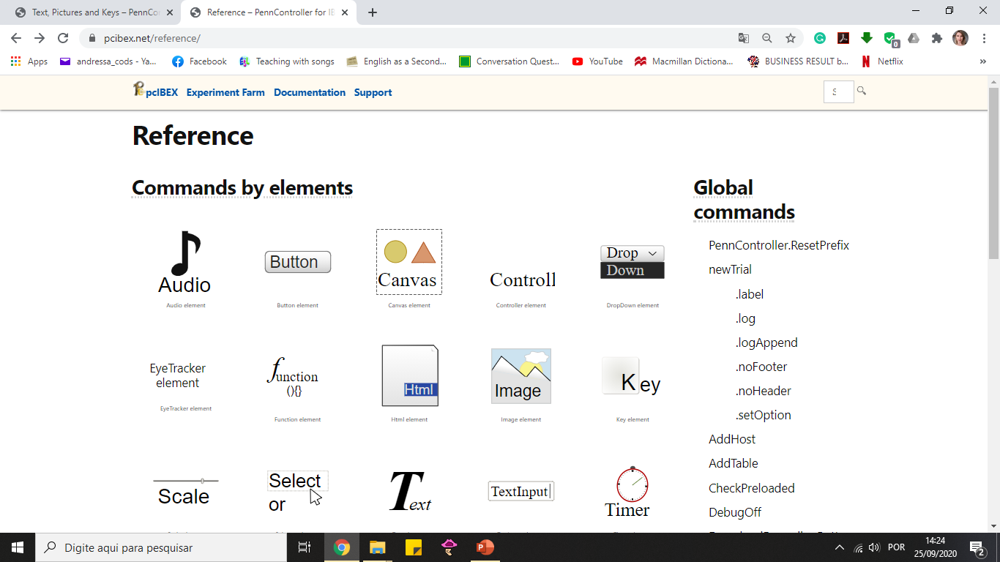 Text, Pictures and Keys – PennCo
Reference – PennController for IB
pcibex.net/reference/
0
Apps
andressa_cods - Ya...
Facebook
Teaching with songs
English as a Second...
Conversation Quest...
YouTube
Macmillan Dictiona...
BUSINESS RESULT b...
Netflix
»
pcIBEX
Experiment Farm
Documentation
Support
S
Reference
Commands by elements
Audio
Audio element
Button
Button element
Canvas
Canvas element
Controll
Controller element
Drop
Down
DropDown element
EyeTracker
element
EyeTracker element
function
(){}
Function element
Html
Html element
Image
Image element
Key
Key element
Scale
Select
or
Text
TextInput
Timer
Global
commands
PennController.ResetPrefix
newTrial
.label
.log
.logAppend
.noFooter
.noHeader
.setOption
AddHost
AddTable
CheckPreloaded
DebugOff
Digite aqui para pesquisar
POR
14:24
25/09/2020
2